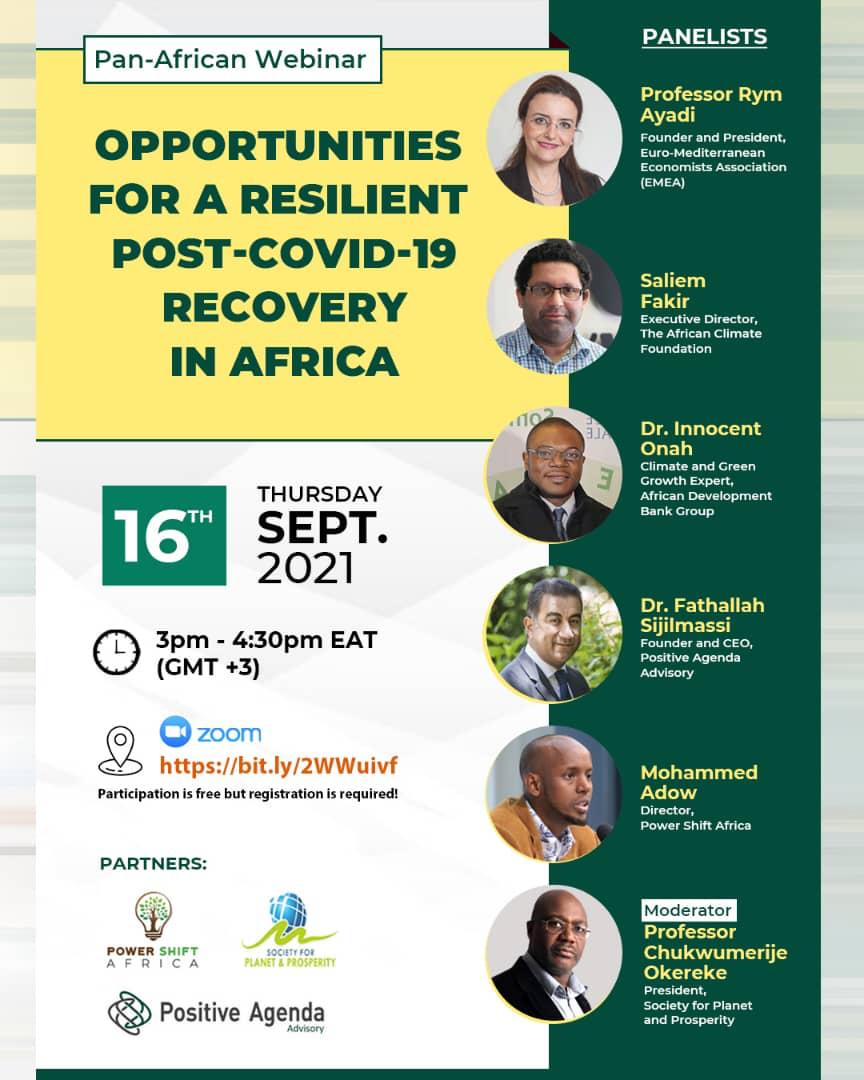 Pan-African Webinar
OPPORTUNITIES
FOR A RESILIENT
POST-COVID-19
RECOVERY
IN AFRICA
16TH
THURSDAY
SEPT.
2021
3pm - 4:30pm EAT
(GMT +3)
zoom
https://bit.ly/2WWuivf
Participation is free but registration is required!
PARTNERS:
POWER SHIFT
AFRICA
SOCIETY FOR
PLANET & PROSPERITY
Positive Agenda
Advisory
PANELISTS
Professor Rym
Ayadi
Founder and President,
Euro-Mediterranean
Economists Association
(EMEA)
Saliem
Fakir
Executive Director,
The African Climate
Foundation
Dr. Innocent
Onah
Climate and Green
Growth Expert,
African Development
Bank Group
Dr. Fathallah
Sijilmassi
Founder and CEO,
Positive Agenda
Advisory
Mohammed
Adow
Director,
Power Shift Africa
Moderator
Professor
Chukwumerije
Okereke
President,
Society for Planet
and Prosperity